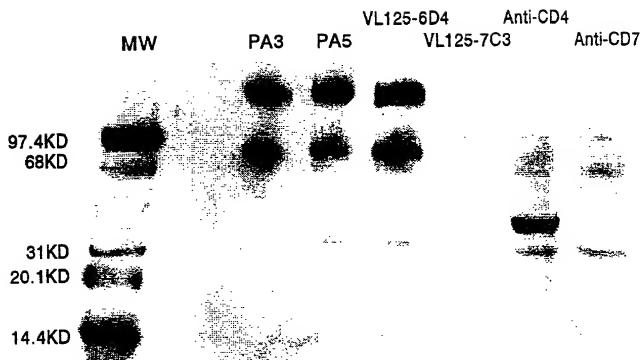 VL125-6D4 Anti-CD4
MW PA3 PA5 VL125-7C3 Anti-CD7
97.4KD
68KD
31KD
20.1KD
14.4KD